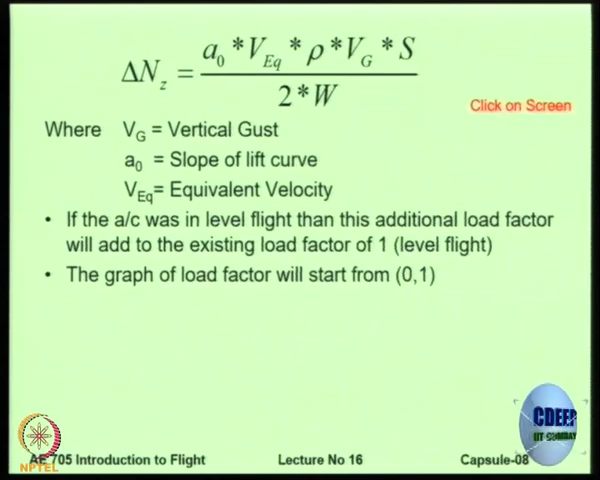 ΔN_z = (a_0 * V_Eq * ρ * V_G * S) / (2 * W)
Click on Screen
Where V_G = Vertical Gust
a_0 = Slope of lift curve
V_Eq= Equivalent Velocity
• If the a/c was in level flight than this additional load factor
will add to the existing load factor of 1 (level flight)
• The graph of load factor will start from (0,1)
CDEEP
IIT BOMBAY
NPTEL
AE 705 Introduction to Flight Lecture No 16 Capsule-08